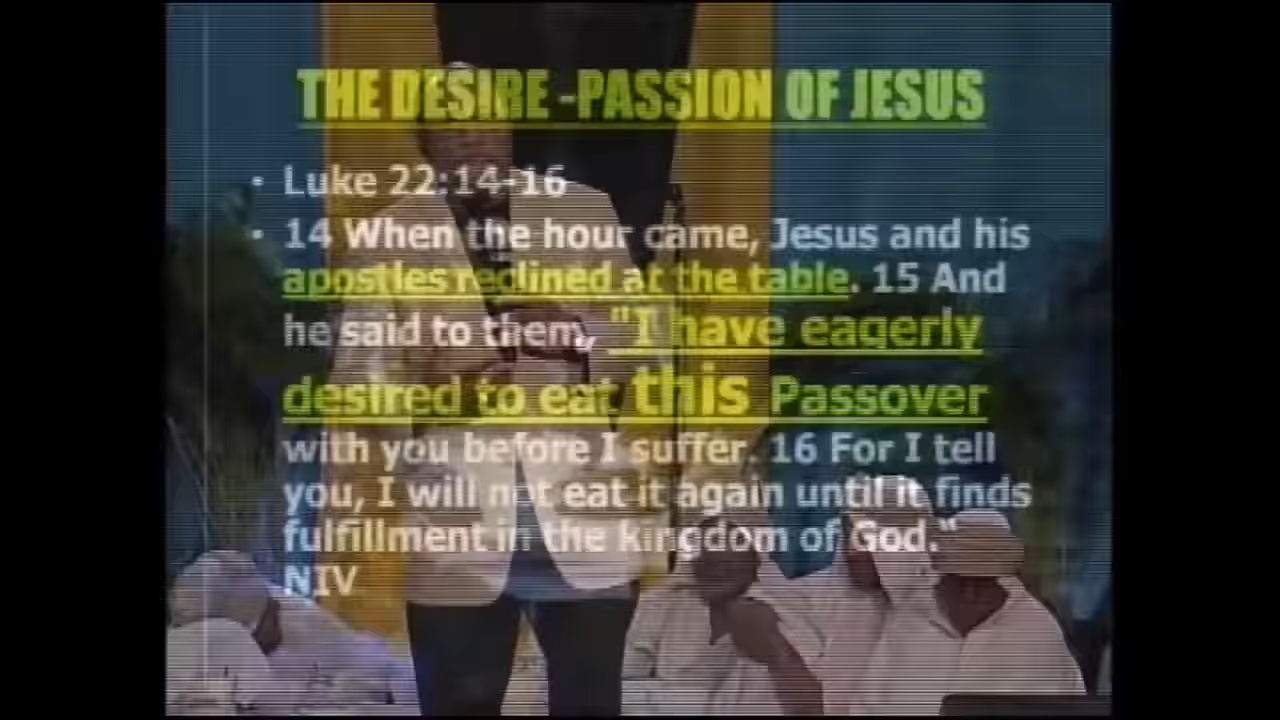 THE DESIRE -PASSION OF JESUS
• Luke 22:14-16
• 14 When the hour came, Jesus and his
apostles reclined at the table. 15 And
he said to them, "I have eagerly
desired to eat this Passover
with you before I suffer. 16 For I tell
you, I will not eat it again until it finds
fulfillment in the kingdom of God."
NIV